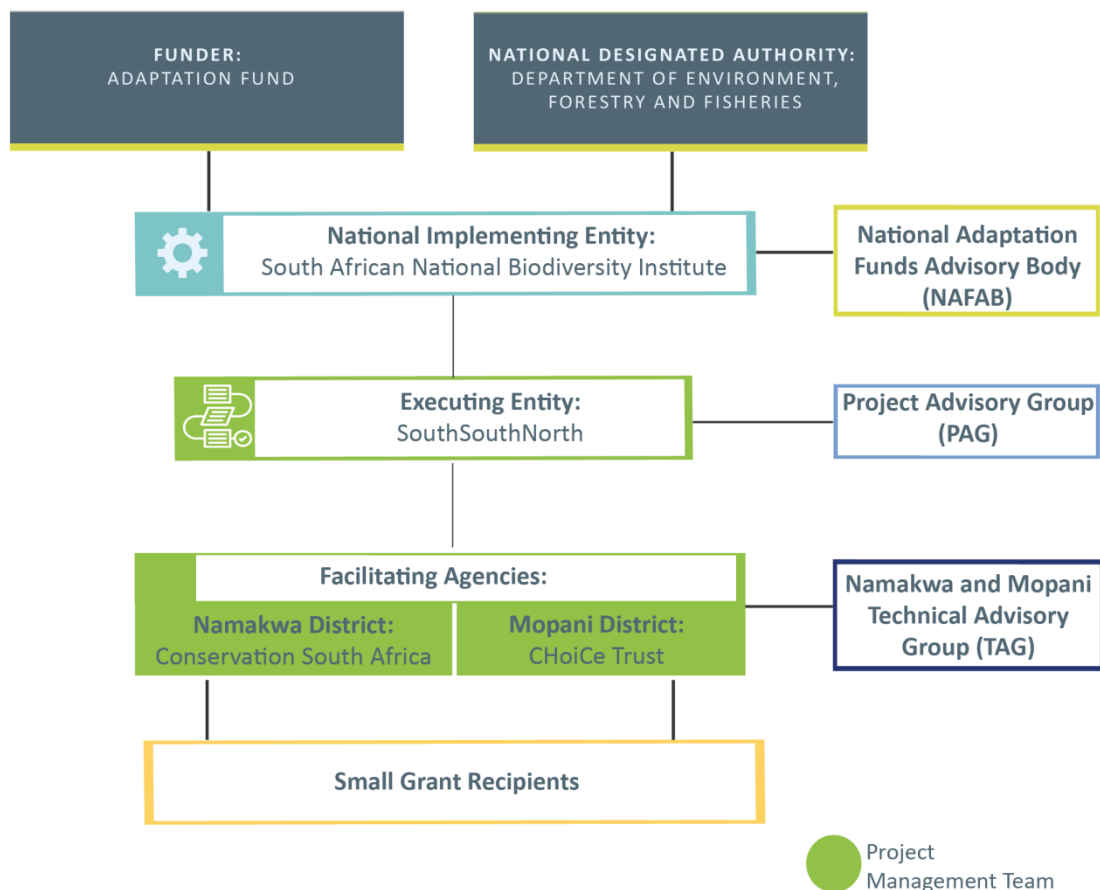 FUNDER:
ADAPTATION FUND
NATIONAL DESIGNATED AUTHORITY:
DEPARTMENT OF ENVIRONMENT,
FORESTRY AND FISHERIES
National Implementing Entity:
South African National Biodiversity Institute
National Adaptation
Funds Advisory Body
(NAFAB)
Executing Entity:
SouthSouthNorth
Project Advisory Group
(PAG)
Facilitating Agencies:
Namakwa District:
Conservation South Africa
Mopani District:
CHoiCe Trust
Namakwa and Mopani
Technical Advisory
Group (TAG)
Small Grant Recipients
Project
Management Team